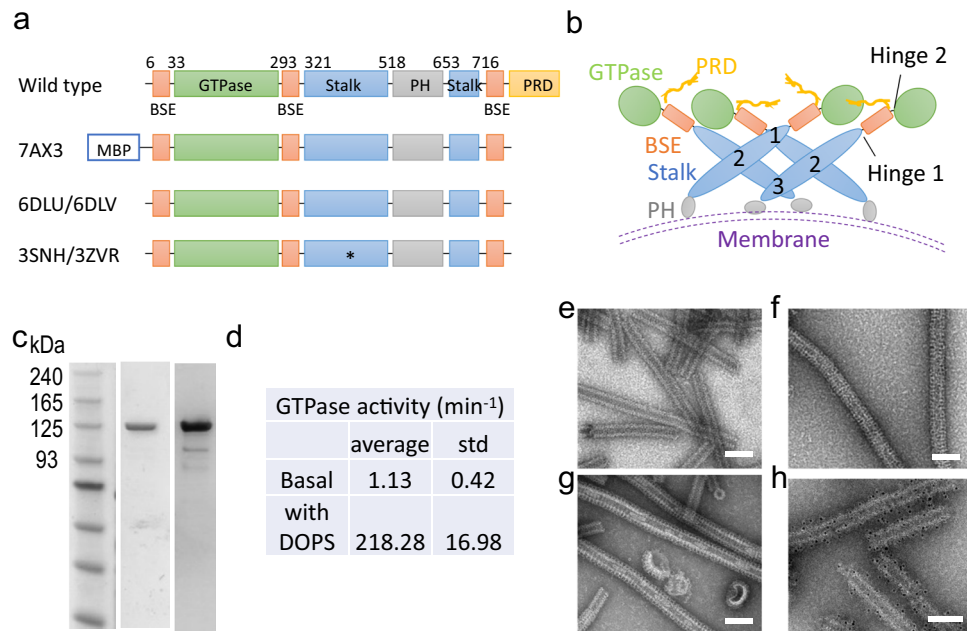 a
6 33 293 321 518 653 716
Wild type GTPase Stalk PH Stalk PRD
BSE BSE BSE
7AX3 MBP
6DLU/6DLV
3SNH/3ZVR *
b
Hinge 2
GTPase PRD
BSE 1
Stalk 2 2 Hinge 1
3
PH
Membrane
c kDa
240
165
125
93
d
GTPase activity (min-1)
average std
Basal 1.13 0.42
with
DOPS 218.28 16.98
e f
g h